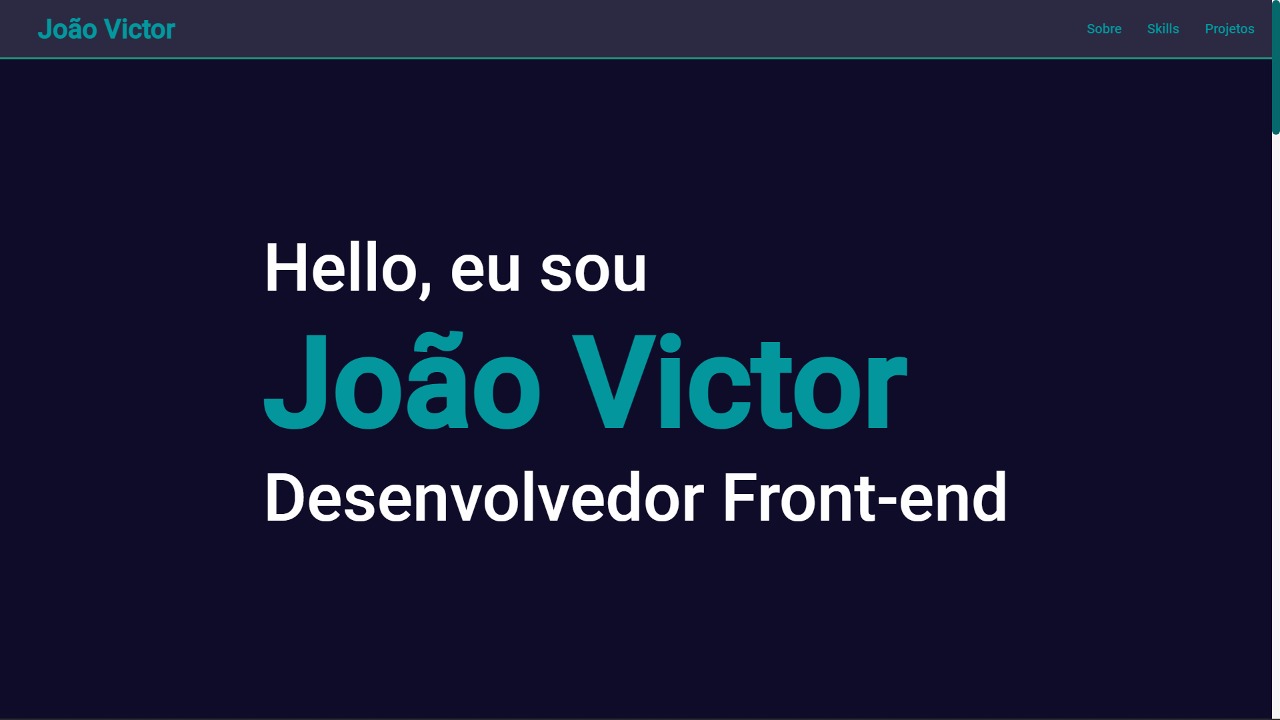 João Victor
Sobre Skills Projetos
Hello, eu sou
João Victor
Desenvolvedor Front-end